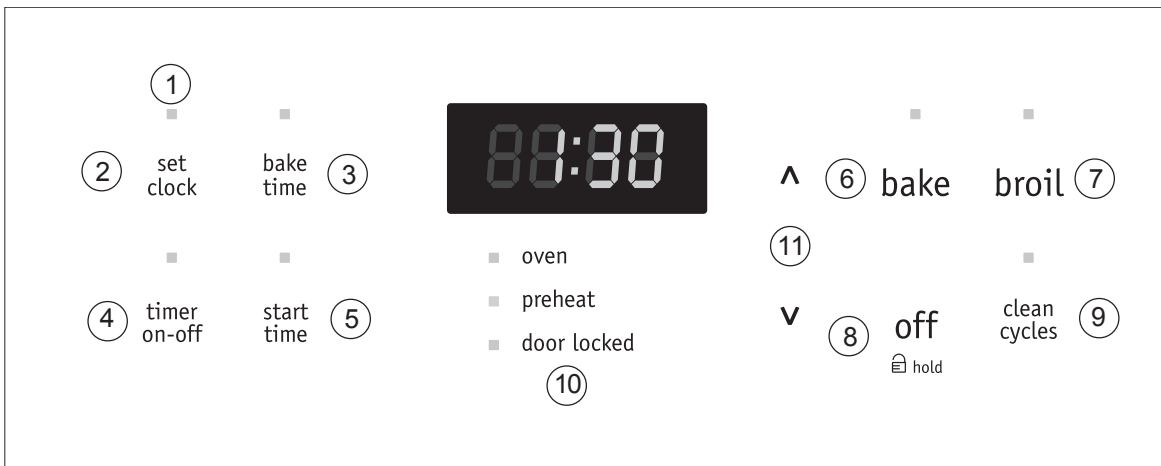 1
2
set
clock
bake
time
3
1:30
∧
6
bake
broil
7
11
oven
preheat
door locked
10
4
timer
on-off
start
time
5
∨
8
off
hold
clean
cycles
9